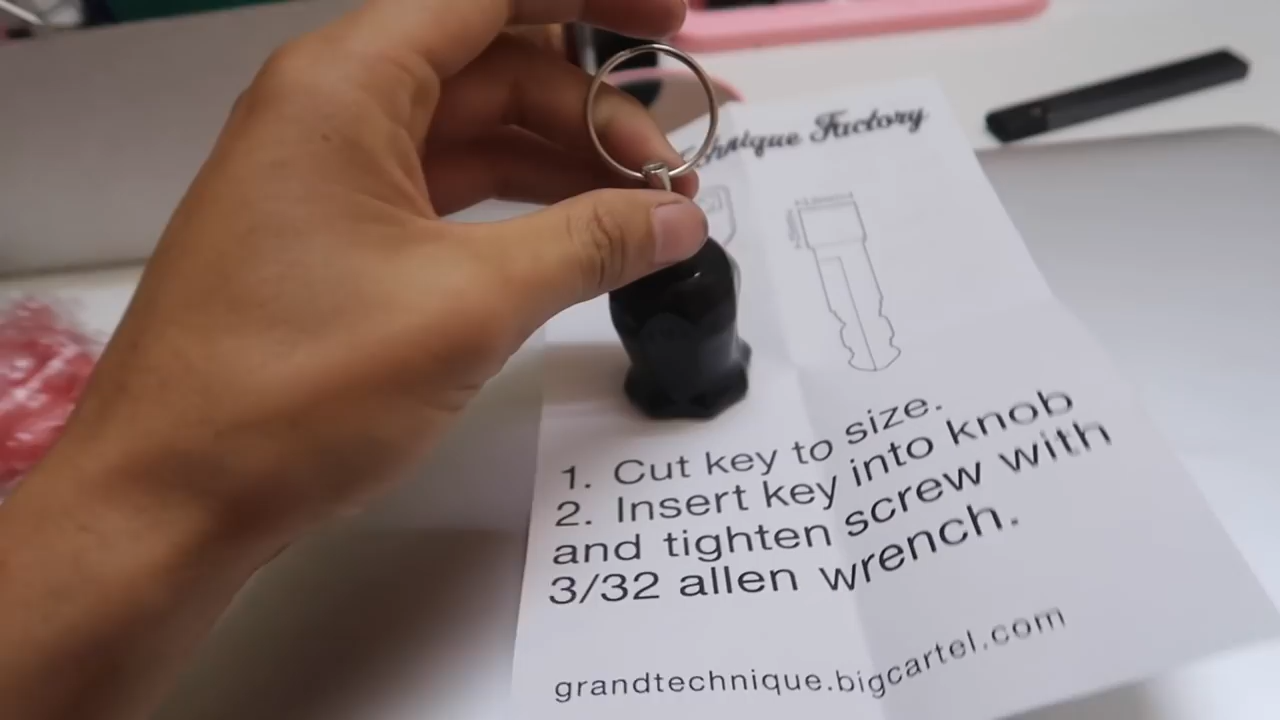 Factory
1. Cut key to size.
2. Insert key into knob
and tighten screw with
3/32 allen wrench.
grandtechnique.bigcartel.com